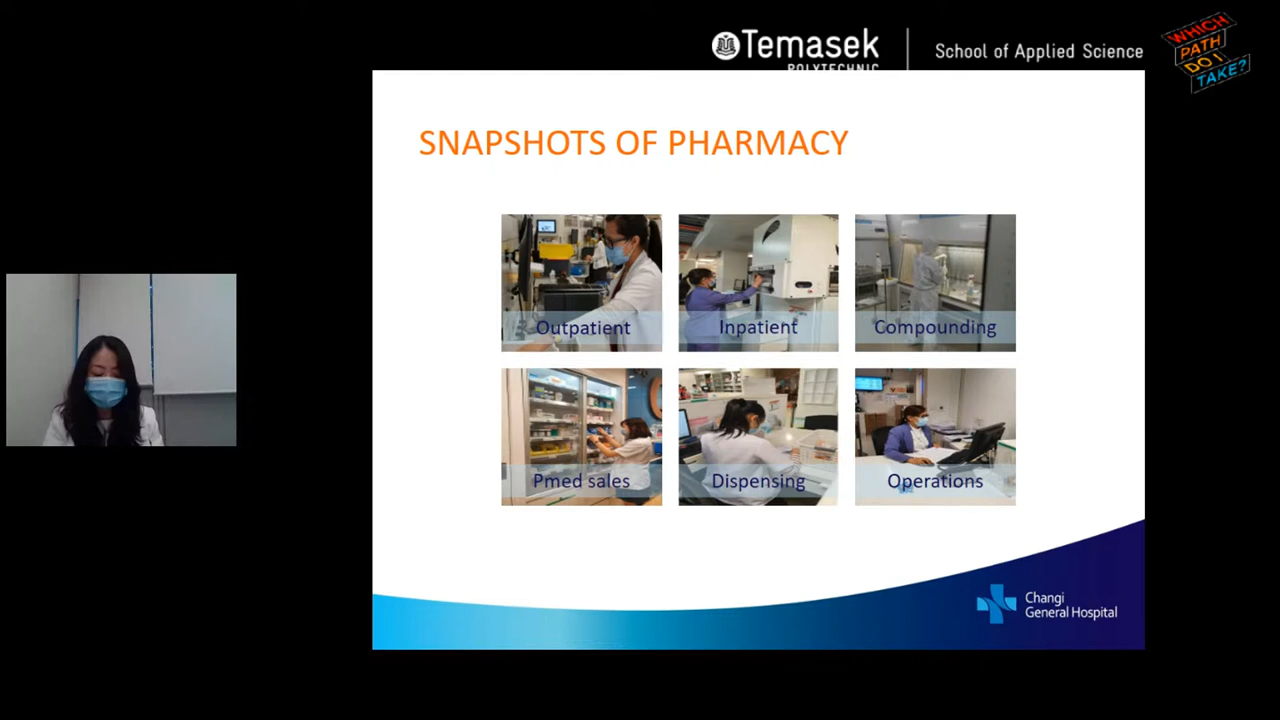 Temasek
POLYTECHNIC
School of Applied Science
WHICH
PATH
DO I
TAKE?
SNAPSHOTS OF PHARMACY
Outpatient
Inpatient
Compounding
Pmed sales
Dispensing
Operations
Changi
General Hospital